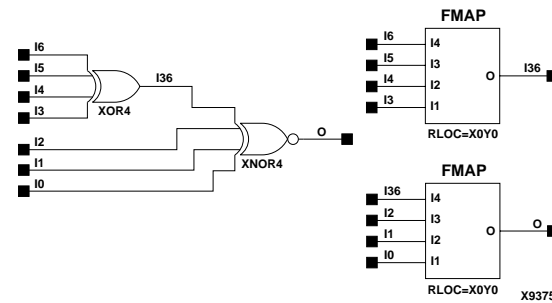 I6
I5
I4
I3
I36
XOR4
I2
I1
I0
O
XNOR4
FMAP
I6 I4
I5 I3
I4 I2
I3 I1
O I36
RLOC=X0Y0
FMAP
I36 I4
I2 I3
I1 I2
I0 I1
O O
RLOC=X0Y0
X9375